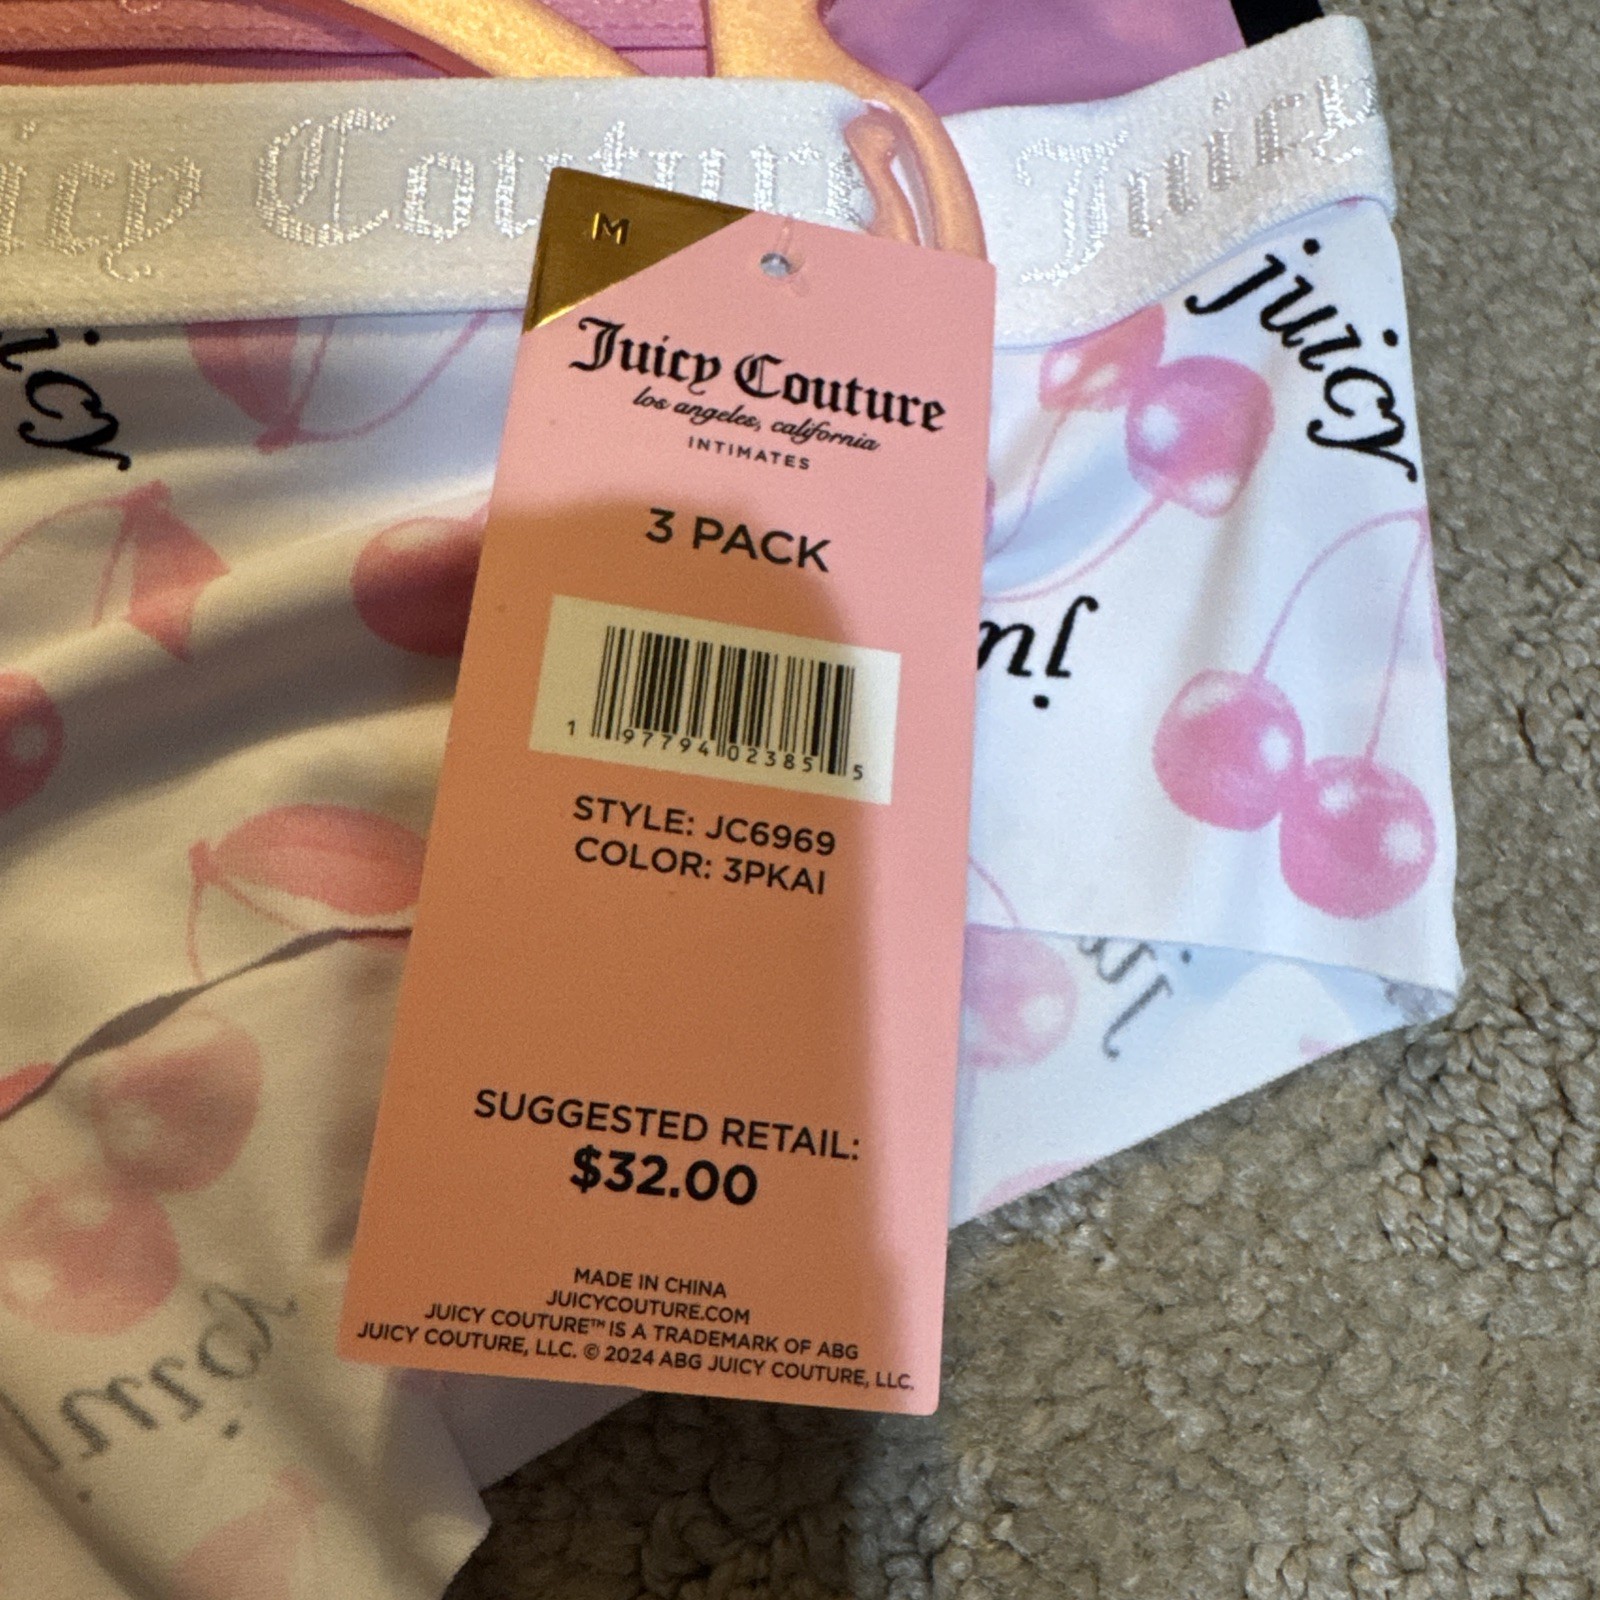 Juicy Couture
Juicy
M
Juicy Couture
los angeles, california
INTIMATES
3 PACK
1 97794 02385 5
STYLE: JC6969
COLOR: 3PKAI
SUGGESTED RETAIL:
$32.00
MADE IN CHINA
JUICYCOUTURE.COM
JUICY COUTURE™ IS A TRADEMARK OF ABG
JUICY COUTURE, LLC. © 2024 ABG JUICY COUTURE, LLC.
juicy
juicy
ju
juicy